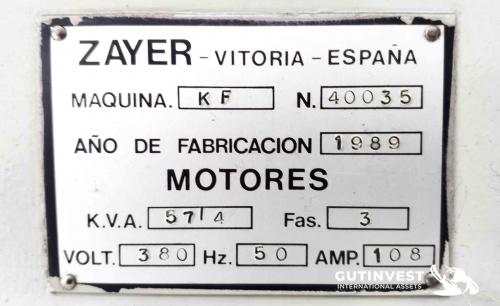 ZAYER - VITORIA - ESPAÑA
MAQUINA. KF N. 40035
AÑO DE FABRICACION 1989
MOTORES
K.V.A. 57/4 Fas. 3
VOLT. 380 Hz. 50 AMP. 108
GUTINVEST
INTERNATIONAL ASSETS